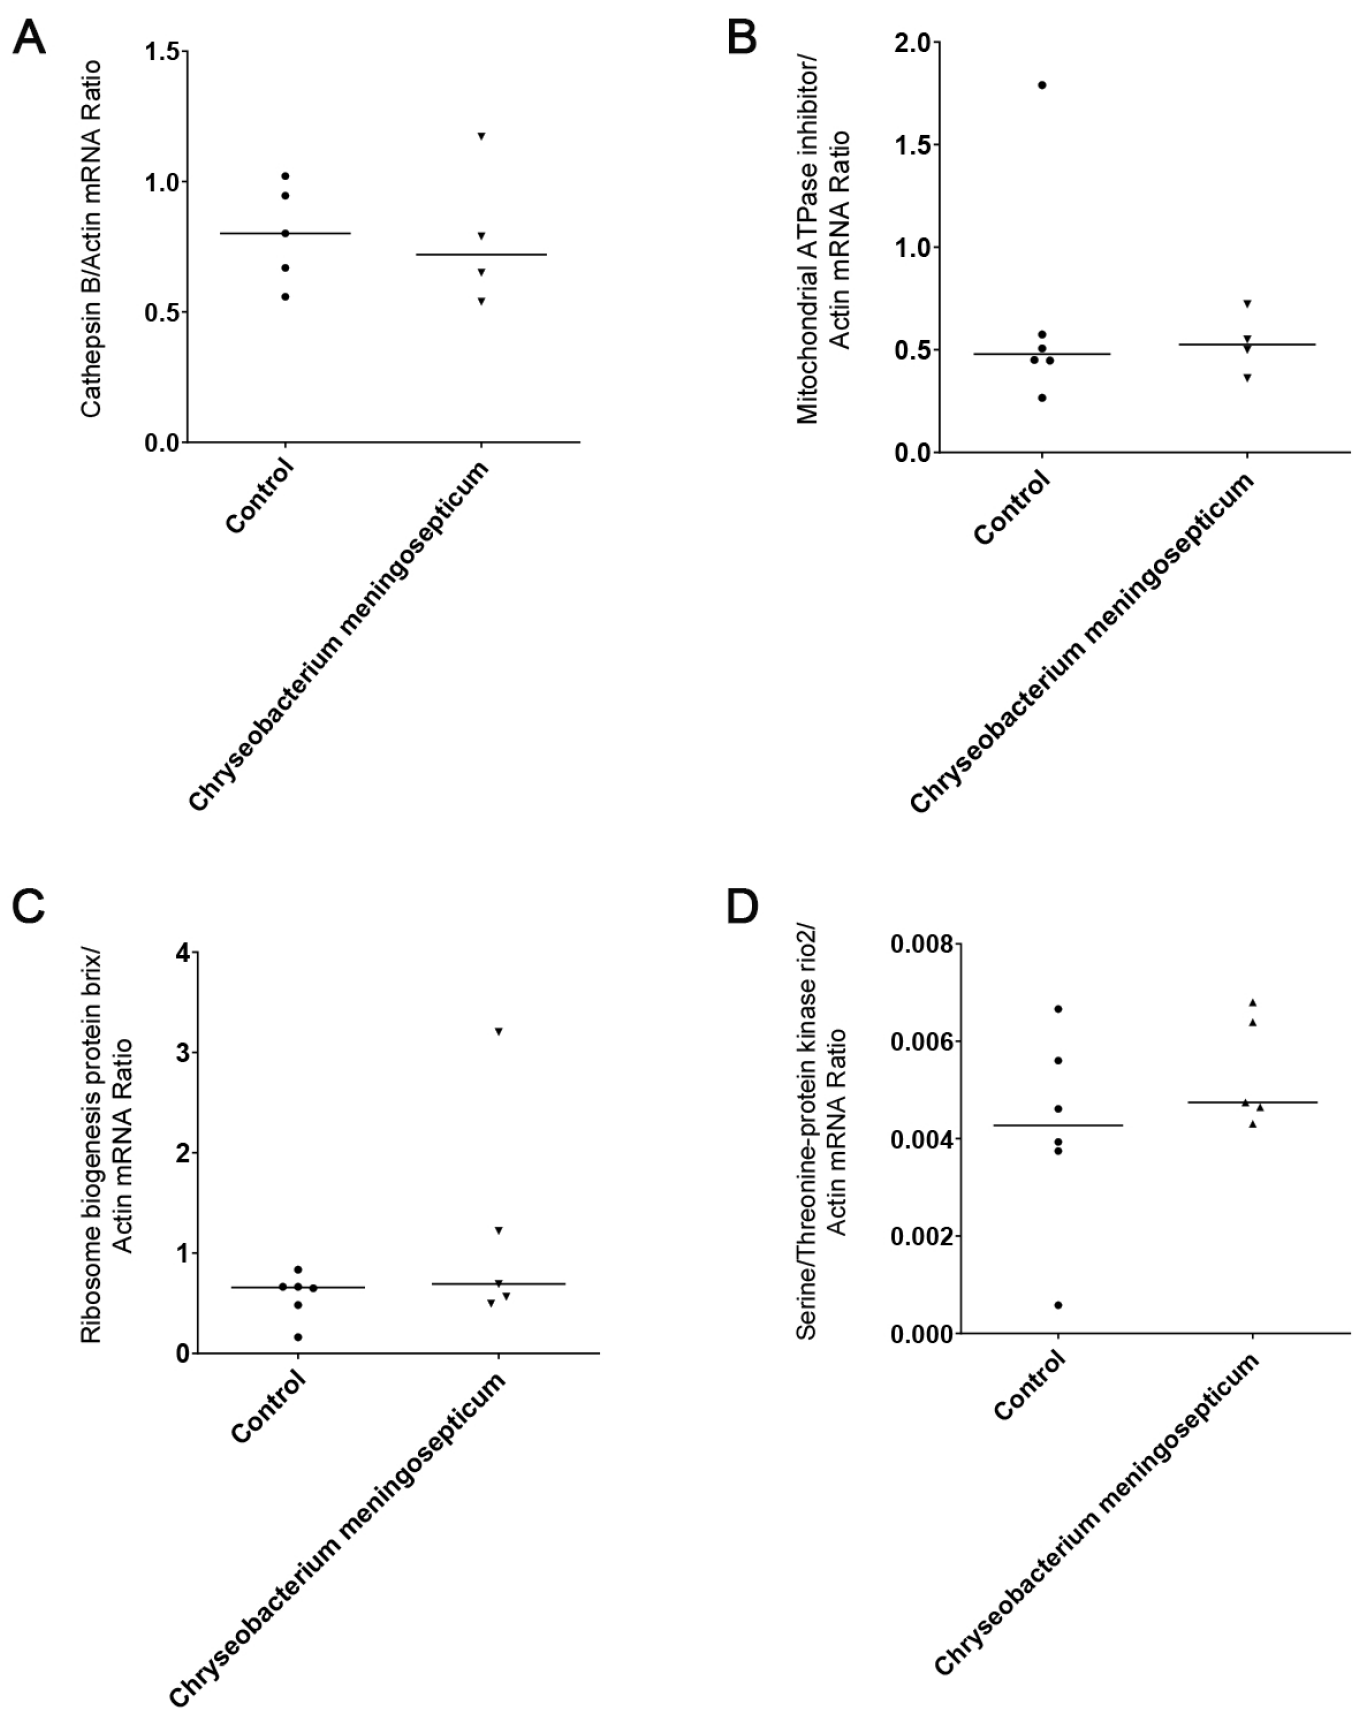 A
Cathepsin B/Actin mRNA Ratio
1.5
1.0
0.5
0.0
Control
Chryseobacterium meningosepticum
B
Mitochondrial ATPase inhibitor/
Actin mRNA Ratio
2.0
1.5
1.0
0.5
0.0
Control
Chryseobacterium meningosepticum
C
Ribosome biogenesis protein brix/
Actin mRNA Ratio
4
3
2
1
0
Control
Chryseobacterium meningosepticum
D
Serine/Threonine-protein kinase rio2/
Actin mRNA Ratio
0.008
0.006
0.004
0.002
0.000
Control
Chryseobacterium meningosepticum